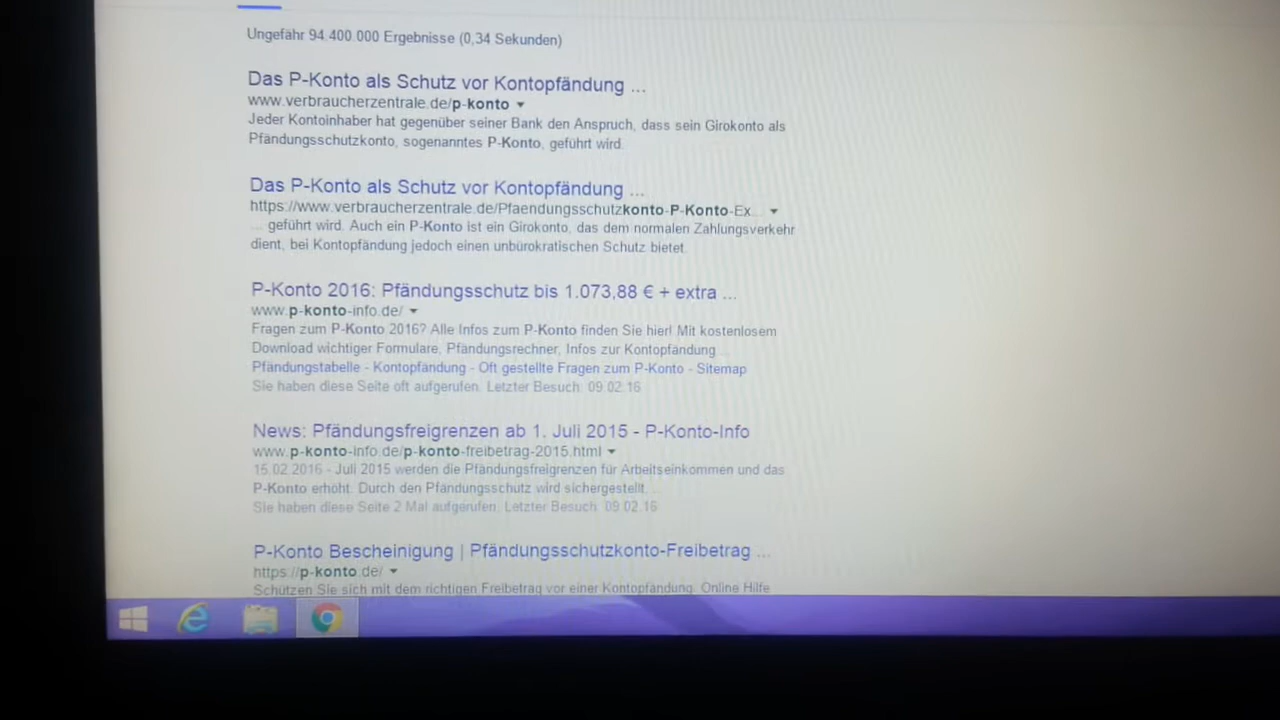 Ungefähr 94 400 000 Ergebnisse (0,34 Sekunden)
Das P-Konto als Schutz vor Kontopfändung ...
www.verbraucherzentrale.de/p-konto
Jeder Kontoinhaber hat gegenüber seiner Bank den Anspruch, dass sein Girokonto als
Pfändungsschutzkonto, sogenanntes P-Konto, geführt wird.
Das P-Konto als Schutz vor Kontopfändung ...
https://www.verbraucherzentrale.de/Pfaendungsschutzkonto-P-Konto-Ex...
... geführt wird. Auch ein P-Konto ist ein Girokonto, das dem normalen Zahlungsverkehr
dient, bei Kontopfändung jedoch einen unbürokratischen Schutz bietet.
P-Konto 2016: Pfändungsschutz bis 1.073,88 € + extra ...
www.p-konto-info.de/
Fragen zum P-Konto 2016? Alle Infos zum P-Konto finden Sie hier! Mit kostenlosem
Download wichtiger Formulare, Pfändungsrechner, Infos zur Kontopfändung ...
Pfändungstabelle - Kontopfändung - Oft gestellte Fragen zum P-Konto - Sitemap
Sie haben diese Seite oft aufgerufen. Letzter Besuch: 09.02.16
News: Pfändungsfreigrenzen ab 1. Juli 2015 - P-Konto-Info
www.p-konto-info.de/p-konto-freibetrag-2015.html
15.02.2016 - Juli 2015 werden die Pfändungsfreigrenzen für Arbeitseinkommen und das
P-Konto erhöht. Durch den Pfändungsschutz wird sichergestellt, ...
Sie haben diese Seite 2 Mal aufgerufen. Letzter Besuch: 09.02.16
P-Konto Bescheinigung | Pfändungsschutzkonto-Freibetrag ...
https://p-konto.de/
Schützen Sie sich mit dem richtigen Freibetrag vor einer Kontopfändung. Online Hilfe